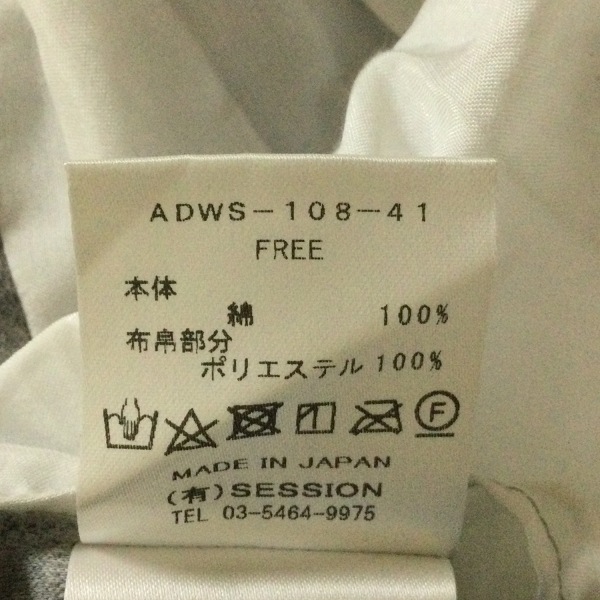 ADWS-108-41
FREE
本体
綿 100%
布帛部分
ポリエステル 100%
F
MADE IN JAPAN
(有) SESSION
TEL 03-5464-9975